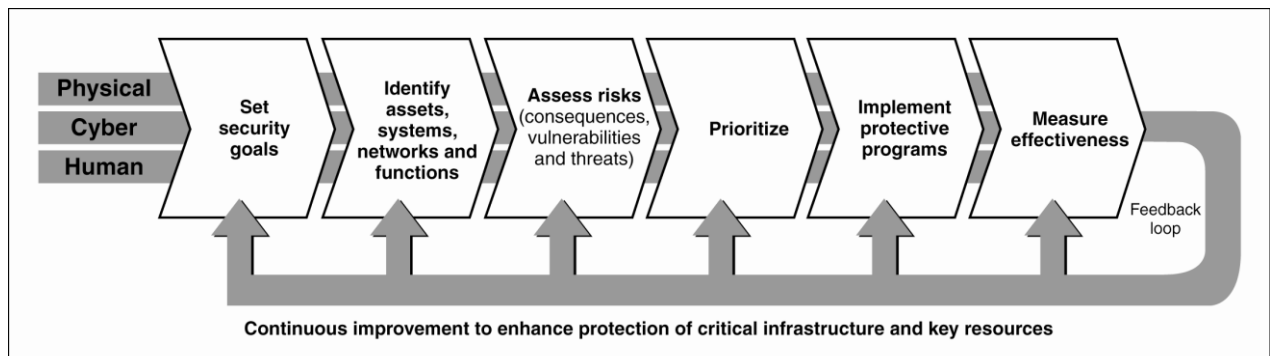 Physical
Cyber
Human
Set
security
goals
Identify
assets,
systems,
networks and
functions
Assess risks
(consequences,
vulnerabilities
and threats)
Prioritize
Implement
protective
programs
Measure
effectiveness
Feedback
loop
Continuous improvement to enhance protection of critical infrastructure and key resources